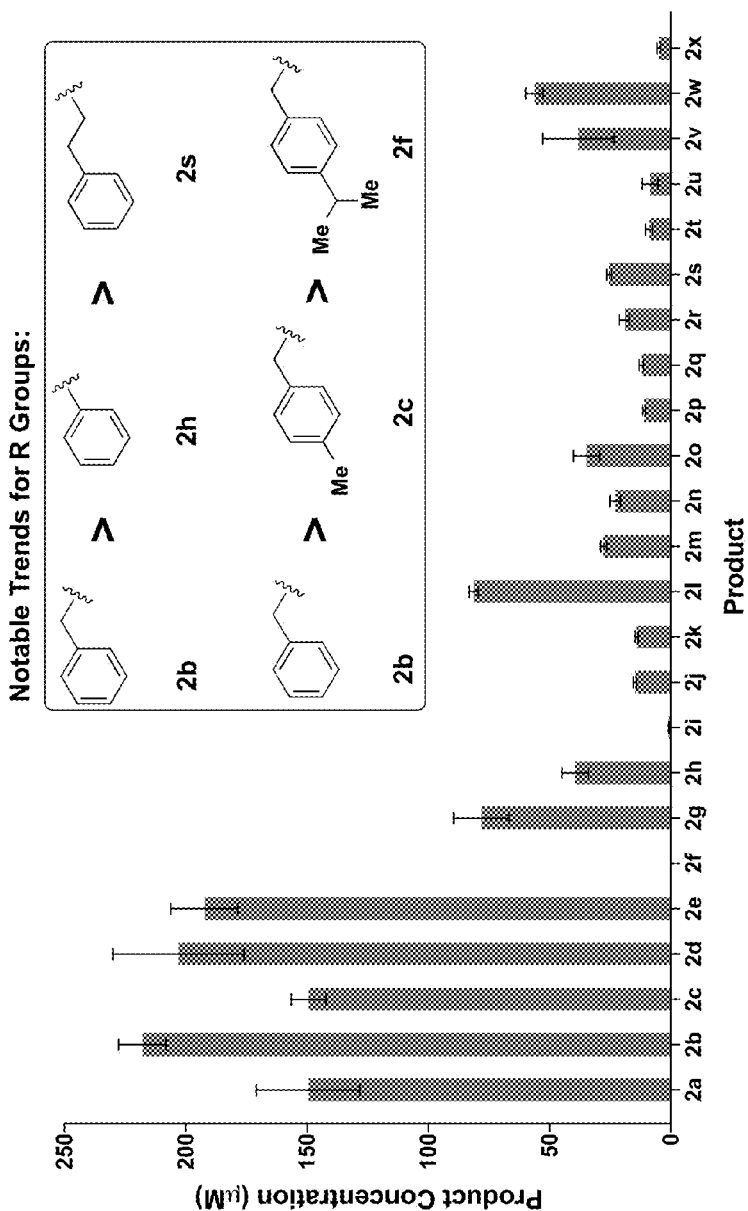 Notable Trends for R Groups:
2b > 2h > 2s
Me
Me
Me
2b > 2c > 2f
Product Concentration (μM)
250
200
150
100
50
0
2a 2b 2c 2d 2e 2f 2g 2h 2i 2j 2k 2l 2m 2n 2o 2p 2q 2r 2s 2t 2u 2v 2w 2x
Product